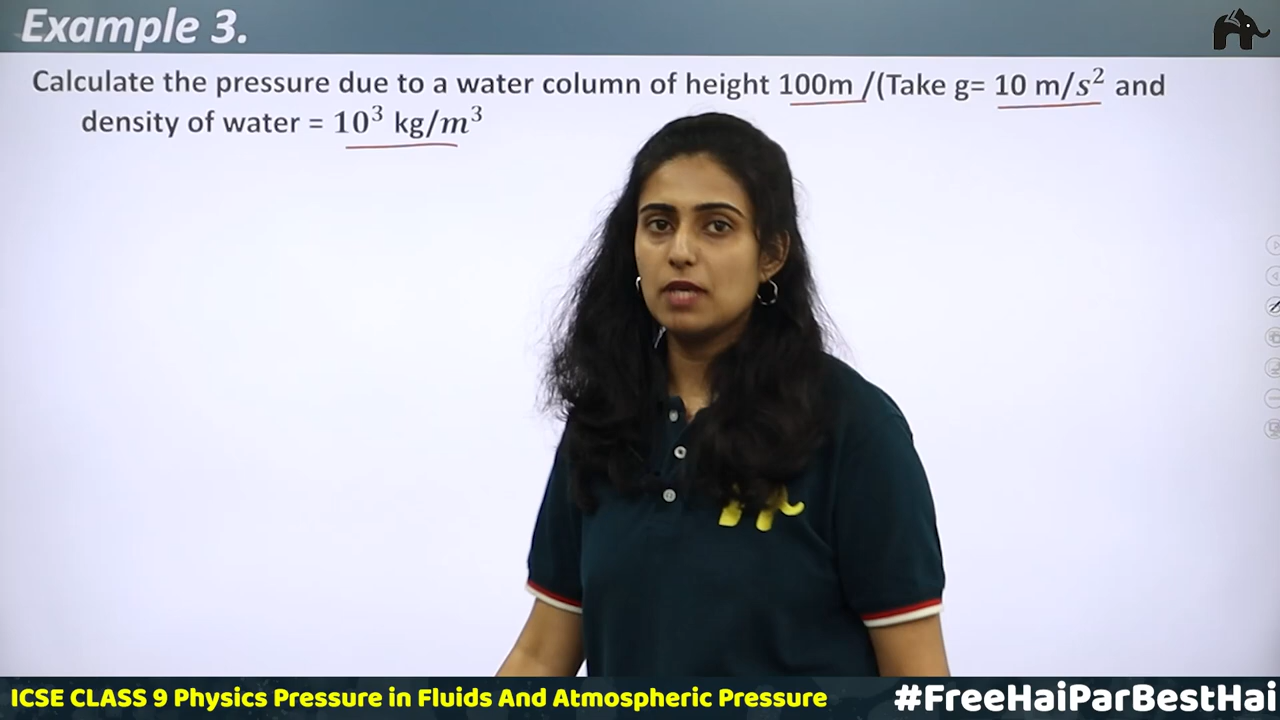 Example 3.
Calculate the pressure due to a water column of height 100m /(Take g= 10 m/s² and
density of water = 10³ kg/m³
ICSE CLASS 9 Physics Pressure in Fluids And Atmospheric Pressure
#FreeHaiParBestHai